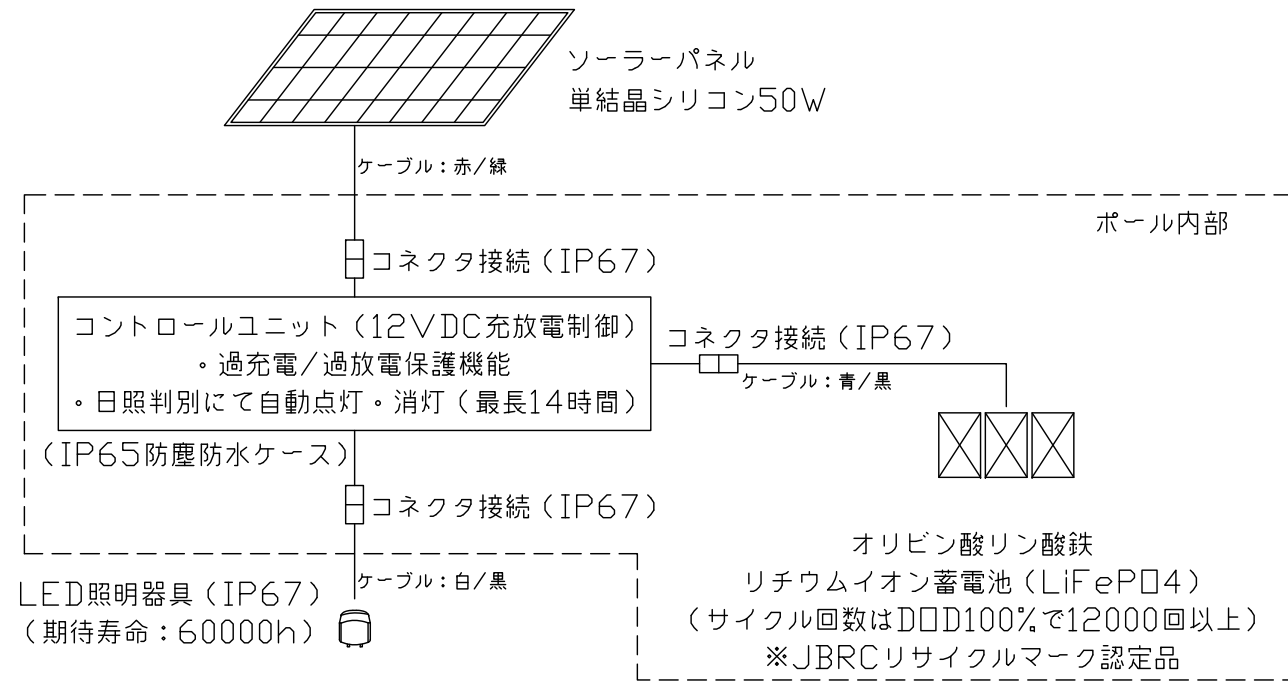 ソーラーパネル
単結晶シリコン50W
ケーブル：赤/緑
ポール内部
コネクタ接続（IP67）
コントロールユニット（12VDC充放電制御）
・過充電/過放電保護機能
・日照判別にて自動点灯・消灯（最長14時間）
コネクタ接続（IP67）
ケーブル：青/黒
（IP65防塵防水ケース）
コネクタ接続（IP67）
ケーブル：白/黒
LED照明器具（IP67）
（期待寿命：60000h）
オリビン酸リン酸鉄
リチウムイオン蓄電池（LiFePO4）
（サイクル回数はDOD100%で12000回以上）
※JBRCリサイクルマーク認定品